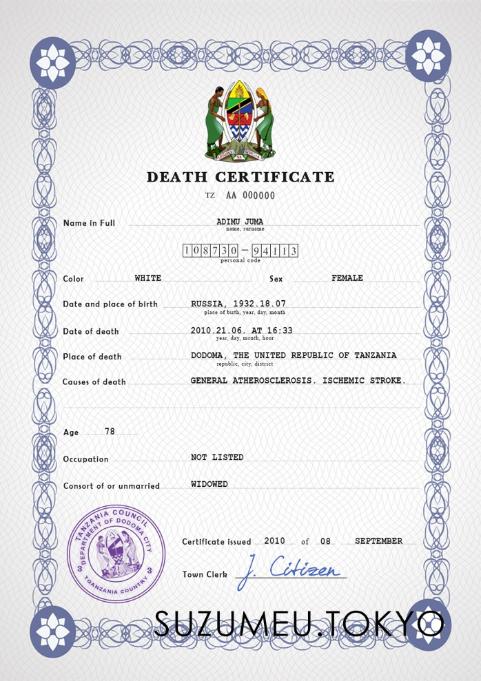 DEATH CERTIFICATE
TZ AA 000000
Name in Full ADIMU JUMA
name, surname
108730-94113
personal code
Color WHITE Sex FEMALE
Date and place of birth RUSSIA, 1932.18.07
place of birth, year, day, month
Date of death 2010.21.06. AT 16:33
year, day, month, hour
Place of death DODOMA, THE UNITED REPUBLIC OF TANZANIA
republic, city, district
Causes of death GENERAL ATHEROSCLEROSIS. ISCHEMIC STROKE.
Age 78
Occupation NOT LISTED
Consort of or unmarried WIDOWED
TANZANIA COUNCIL
DEPARTMENT OF DODOMA CITY
TGANZANIA COUNTRY
Certificate issued 2010 of 08 SEPTEMBER
Town Clerk J. Citizen
SUZUMEU.TOKYO